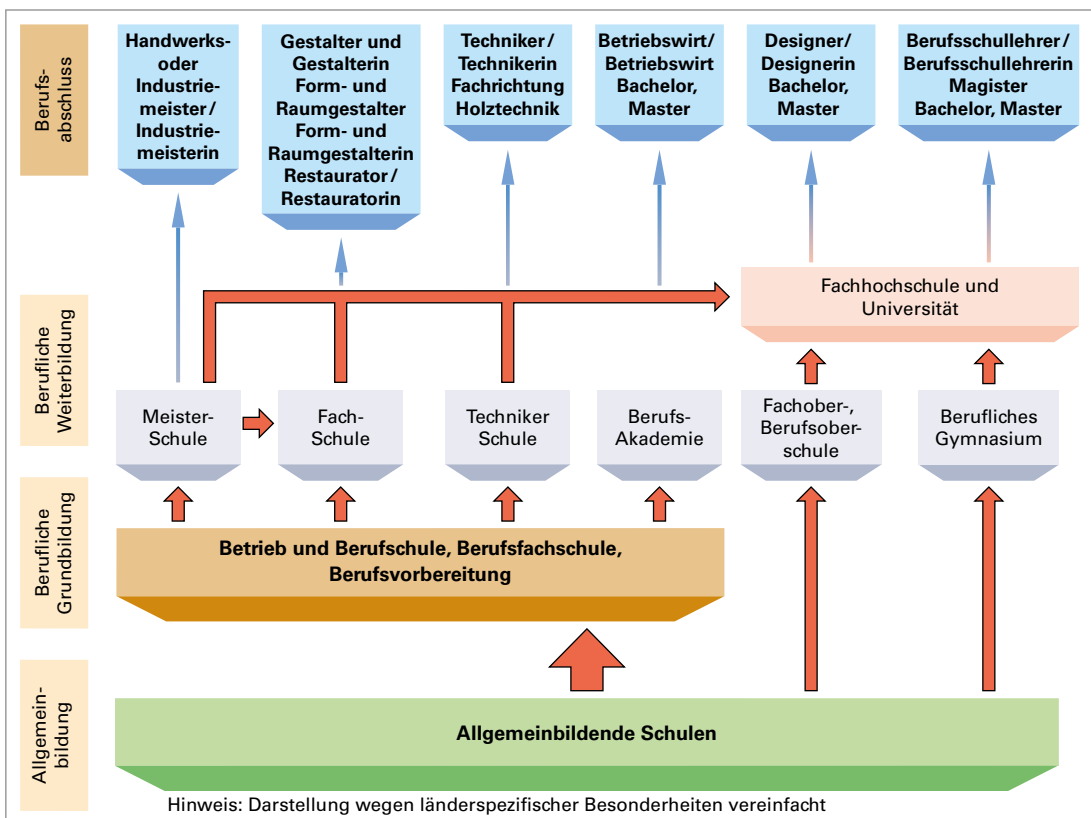 Berufs-
abschluss
Handwerks-
oder
Industrie-
meister /
Industrie-
meisterin
Gestalter und
Gestalterin
Form- und
Raumgestalter
Form- und
Raumgestalterin
Restaurator /
Restauratorin
Techniker /
Technikerin
Fachrichtung
Holztechnik
Betriebswirt/
Betriebswirt
Bachelor,
Master
Designer/
Designerin
Bachelor,
Master
Berufsschullehrer /
Berufsschullehrerin
Magister
Bachelor, Master
Berufliche
Weiterbildung
Fachhochschule und
Universität
Meister-
Schule
Fach-
Schule
Techniker
Schule
Berufs-
Akademie
Fachober-,
Berufsober-
schule
Berufliches
Gymnasium
Berufliche
Grundbildung
Betrieb und Berufschule, Berufsfachschule,
Berufsvorbereitung
Allgemein-
bildung
Allgemeinbildende Schulen
Hinweis: Darstellung wegen länderspezifischer Besonderheiten vereinfacht